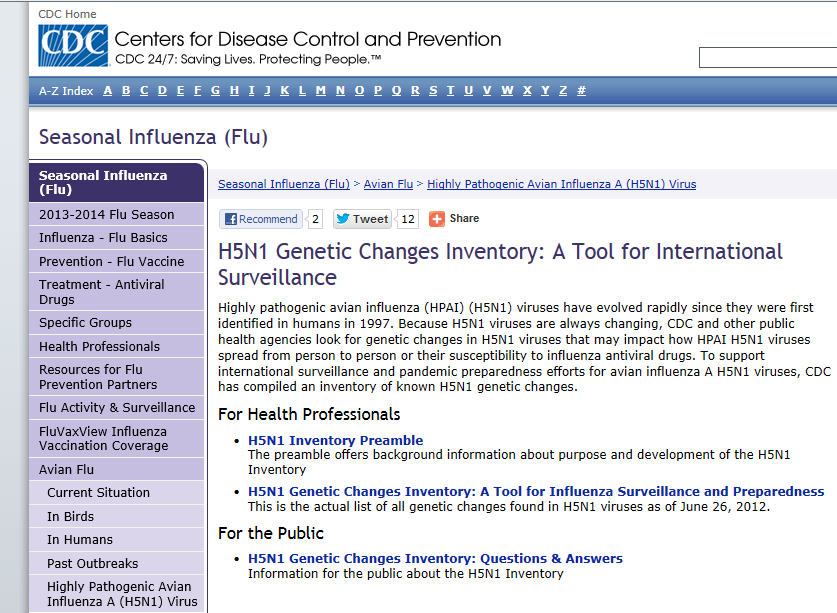 CDC Home
CDC
Centers for Disease Control and Prevention
CDC 24/7: Saving Lives. Protecting People.™
A-Z Index A B C D E F G H I J K L M N O P Q R S T U V W X Y Z #
Seasonal Influenza (Flu)
Seasonal Influenza
(Flu)
2013-2014 Flu Season
Influenza - Flu Basics
Prevention - Flu Vaccine
Treatment - Antiviral
Drugs
Specific Groups
Health Professionals
Resources for Flu
Prevention Partners
Flu Activity & Surveillance
FluVaxView Influenza
Vaccination Coverage
Avian Flu
Current Situation
In Birds
In Humans
Past Outbreaks
Highly Pathogenic Avian
Influenza A (H5N1) Virus
Seasonal Influenza (Flu) > Avian Flu > Highly Pathogenic Avian Influenza A (H5N1) Virus
Recommend 2 Tweet 12 Share
H5N1 Genetic Changes Inventory: A Tool for International
Surveillance
Highly pathogenic avian influenza (HPAI) (H5N1) viruses have evolved rapidly since they were first
identified in humans in 1997. Because H5N1 viruses are always changing, CDC and other public
health agencies look for genetic changes in H5N1 viruses that may impact how HPAI H5N1 viruses
spread from person to person or their susceptibility to influenza antiviral drugs. To support
international surveillance and pandemic preparedness efforts for avian influenza A H5N1 viruses, CDC
has compiled an inventory of known H5N1 genetic changes.
For Health Professionals
• H5N1 Inventory Preamble
The preamble offers background information about purpose and development of the H5N1
Inventory
• H5N1 Genetic Changes Inventory: A Tool for Influenza Surveillance and Preparedness
This is the actual list of all genetic changes found in H5N1 viruses as of June 26, 2012.
For the Public
• H5N1 Genetic Changes Inventory: Questions & Answers
Information for the public about the H5N1 Inventory